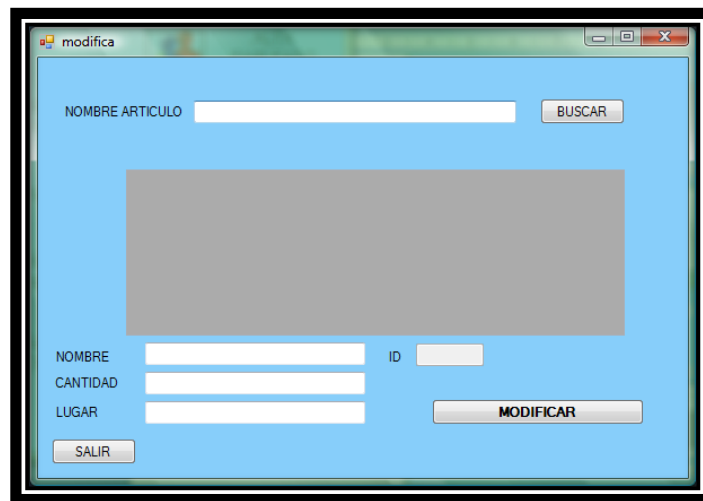 modifica
NOMBRE ARTICULO BUSCAR
NOMBRE ID
CANTIDAD
LUGAR MODIFICAR
SALIR